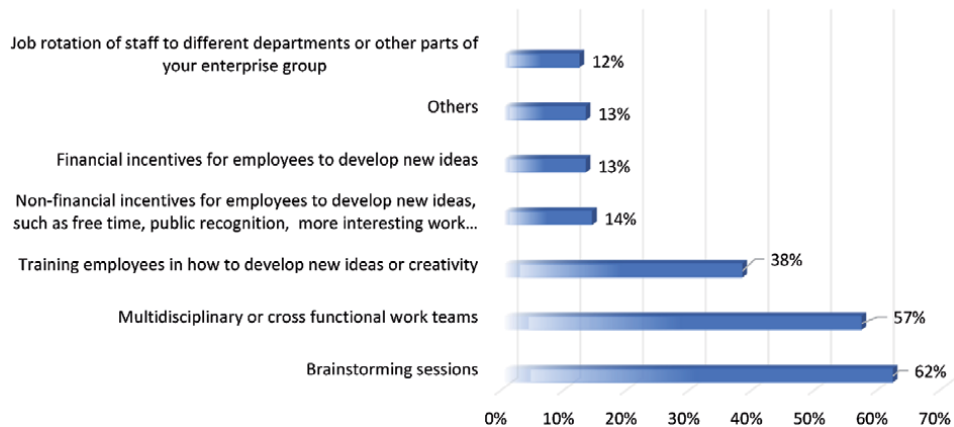 Job rotation of staff to different departments or other parts of
your enterprise group
12%
Others
13%
Financial incentives for employees to develop new ideas
13%
Non-financial incentives for employees to develop new ideas,
such as free time, public recognition, more interesting work…
14%
Training employees in how to develop new ideas or creativity
38%
Multidisciplinary or cross functional work teams
57%
Brainstorming sessions
62%
0% 10% 20% 30% 40% 50% 60% 70%